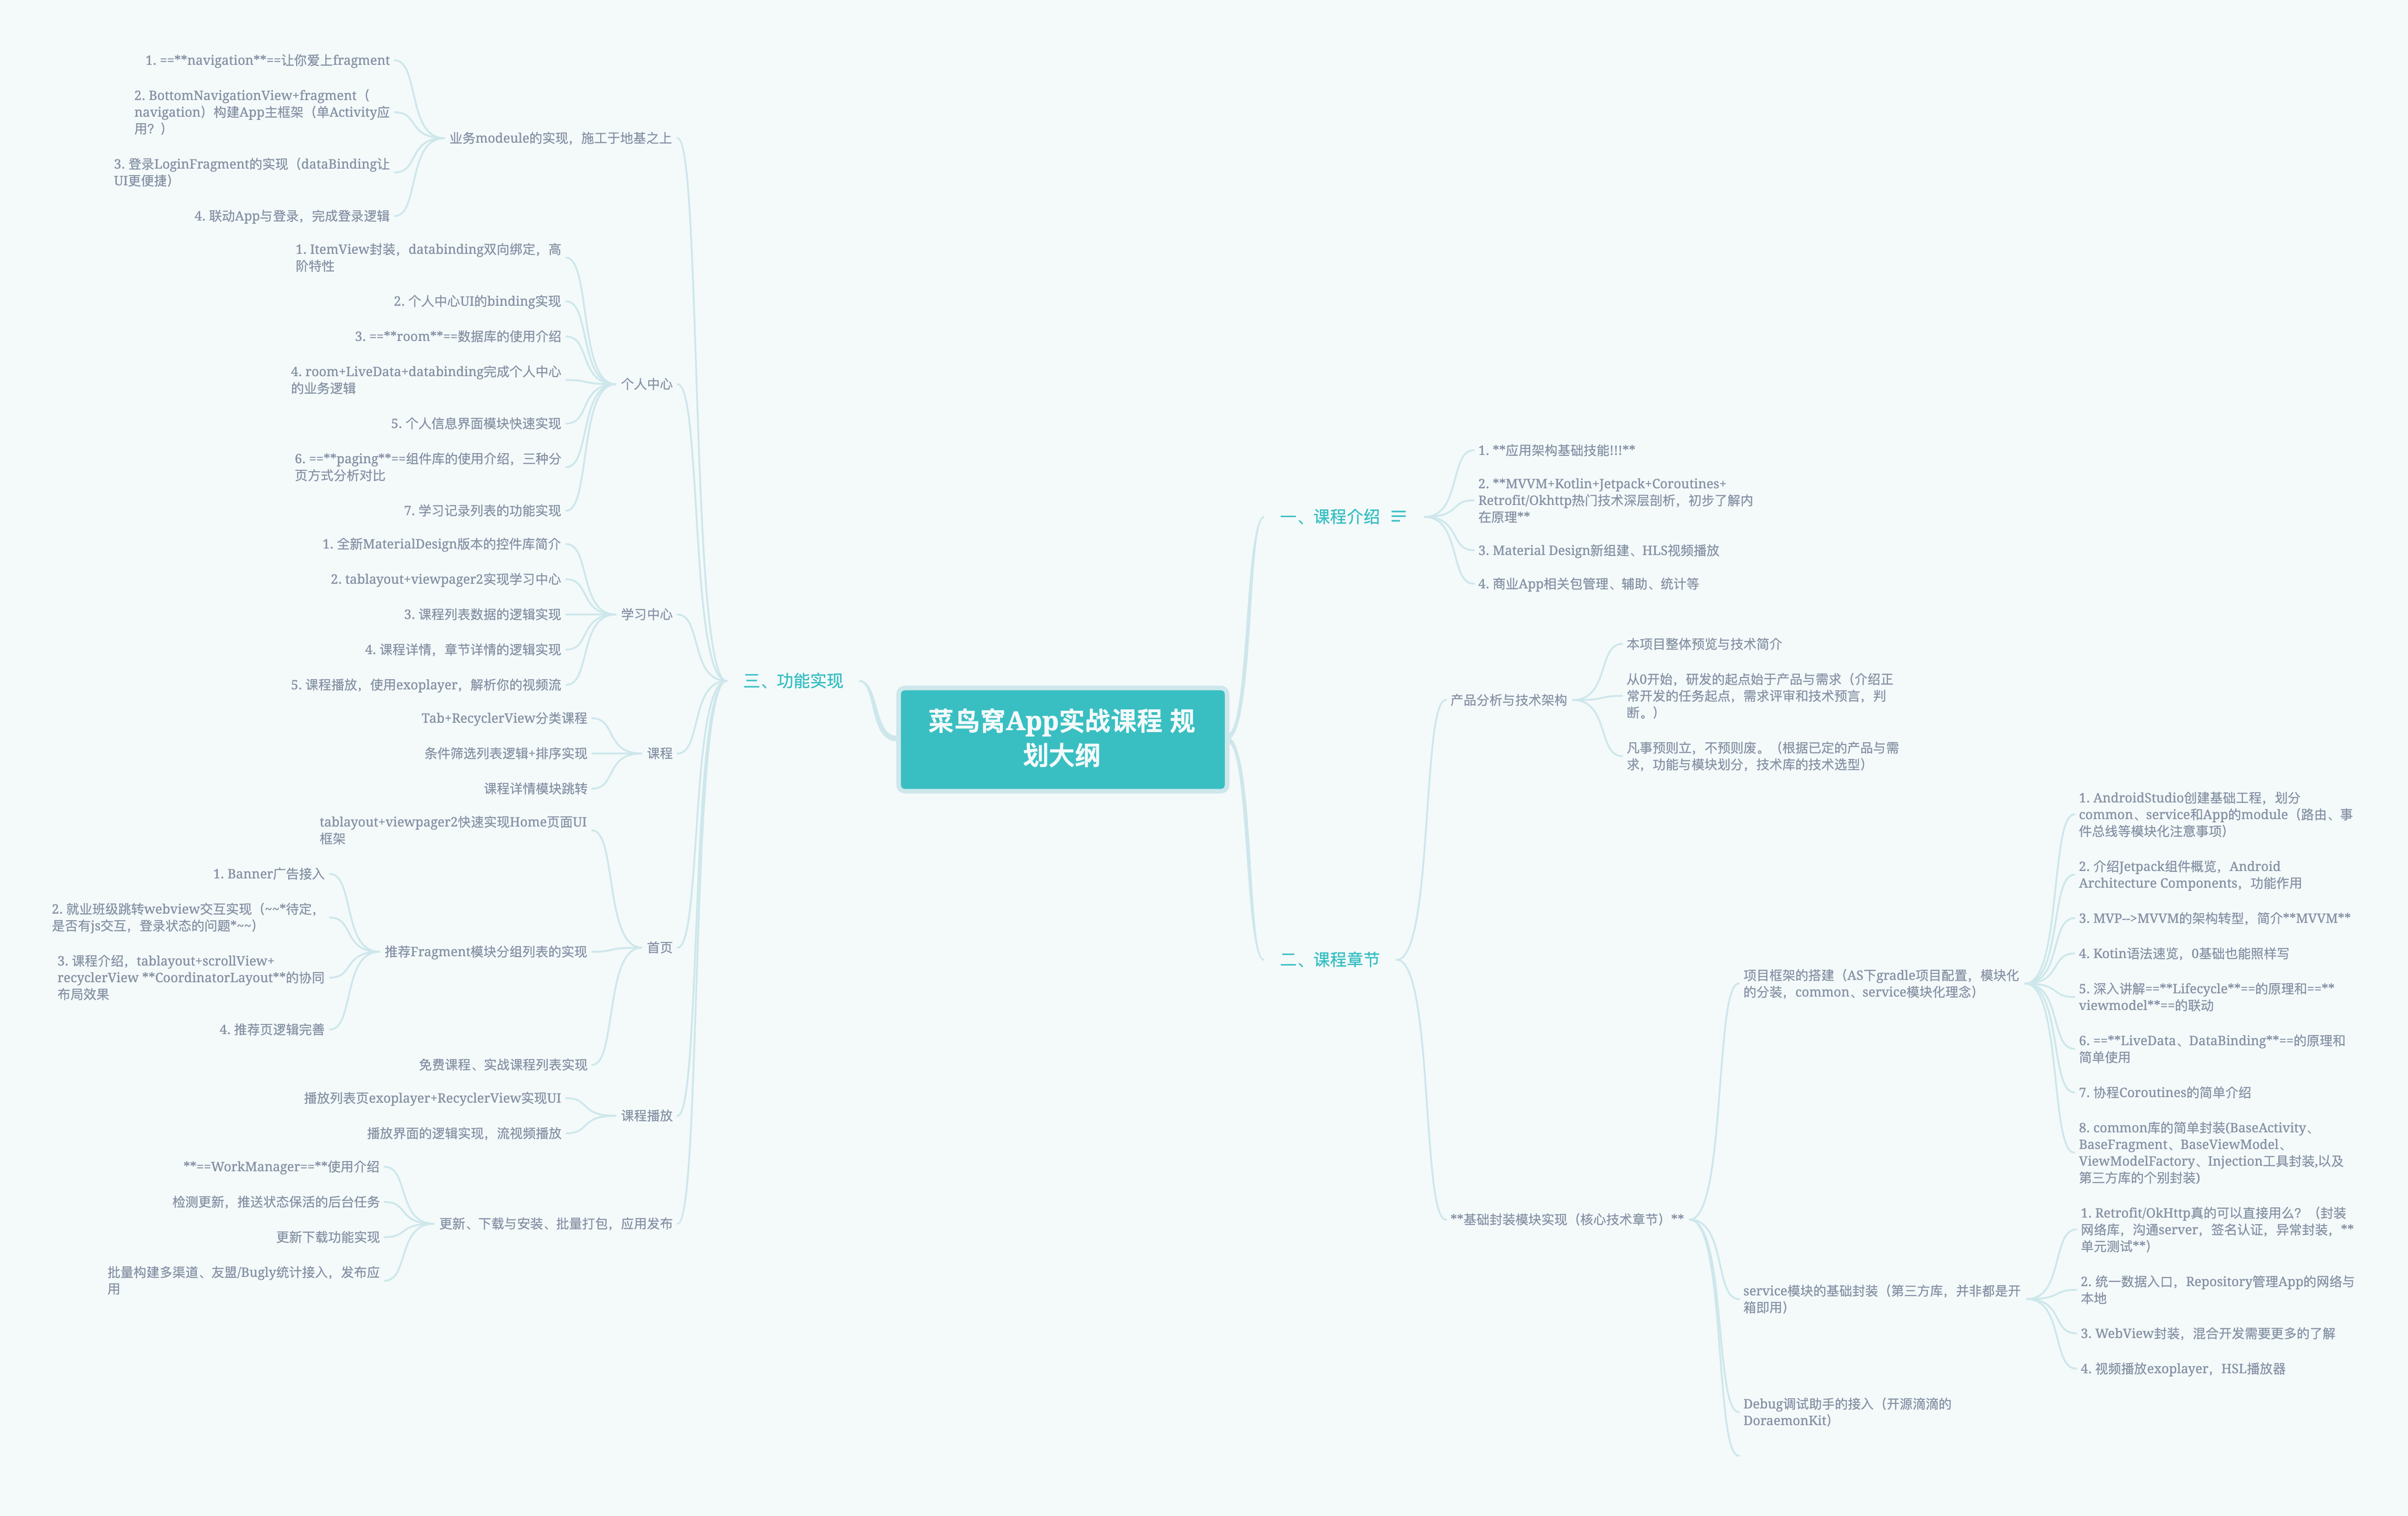 菜鸟窝App实战课程 规
划大纲
一、课程介绍
1. **应用架构基础技能!!!**
2. **MVVM+Kotlin+Jetpack+Coroutines+
Retrofit/Okhttp热门技术深层剖析，初步了解内
在原理**
3. Material Design新组建、HLS视频播放
4. 商业App相关包管理、辅助、统计等
二、课程章节
产品分析与技术架构
本项目整体预览与技术简介
从0开始，研发的起点始于产品与需求（介绍正
常开发的任务起点，需求评审和技术预言，判
断。）
凡事预则立，不预则废。（根据已定的产品与需
求，功能与模块划分，技术库的技术选型）
**基础封装模块实现（核心技术章节）**
项目框架的搭建（AS下gradle项目配置，模块化
的分装，common、service模块化理念）
1. AndroidStudio创建基础工程，划分
common、service和App的module（路由、事
件总线等模块化注意事项）
2. 介绍Jetpack组件概览，Android
Architecture Components，功能作用
3. MVP-->MVVM的架构转型，简介**MVVM**
4. Kotin语法速览，0基础也能照样写
5. 深入讲解==**Lifecycle**==的原理和==**
viewmodel**==的联动
6. ==**LiveData、DataBinding**==的原理和
简单使用
7. 协程Coroutines的简单介绍
8. common库的简单封装(BaseActivity、
BaseFragment、BaseViewModel、
ViewModelFactory、Injection工具封装,以及
第三方库的个别封装)
service模块的基础封装（第三方库，并非都是开
箱即用）
1. Retrofit/OkHttp真的可以直接用么？（封装
网络库，沟通server，签名认证，异常封装，**
单元测试**）
2. 统一数据入口，Repository管理App的网络与
本地
3. WebView封装，混合开发需要更多的了解
4. 视频播放exoplayer，HSL播放器
Debug调试助手的接入（开源滴滴的
DoraemonKit）
三、功能实现
业务modeule的实现，施工于地基之上
1. ==**navigation**==让你爱上fragment
2. BottomNavigationView+fragment（
navigation）构建App主框架（单Activity应
用？）
3. 登录LoginFragment的实现（dataBinding让
UI更便捷）
4. 联动App与登录，完成登录逻辑
个人中心
1. ItemView封装，databinding双向绑定，高
阶特性
2. 个人中心UI的binding实现
3. ==**room**==数据库的使用介绍
4. room+LiveData+databinding完成个人中心
的业务逻辑
5. 个人信息界面模块快速实现
6. ==**paging**==组件库的使用介绍，三种分
页方式分析对比
7. 学习记录列表的功能实现
学习中心
1. 全新MaterialDesign版本的控件库简介
2. tablayout+viewpager2实现学习中心
3. 课程列表数据的逻辑实现
4. 课程详情，章节详情的逻辑实现
5. 课程播放，使用exoplayer，解析你的视频流
课程
Tab+RecyclerView分类课程
条件筛选列表逻辑+排序实现
课程详情模块跳转
首页
tablayout+viewpager2快速实现Home页面UI
框架
推荐Fragment模块分组列表的实现
1. Banner广告接入
2. 就业班级跳转webview交互实现（~~*待定，
是否有js交互，登录状态的问题*~~）
3. 课程介绍，tablayout+scrollView+
recyclerView **CoordinatorLayout**的协同
布局效果
4. 推荐页逻辑完善
免费课程、实战课程列表实现
课程播放
播放列表页exoplayer+RecyclerView实现UI
播放界面的逻辑实现，流视频播放
更新、下载与安装、批量打包，应用发布
**==WorkManager==**使用介绍
检测更新，推送状态保活的后台任务
更新下载功能实现
批量构建多渠道、友盟/Bugly统计接入，发布应
用